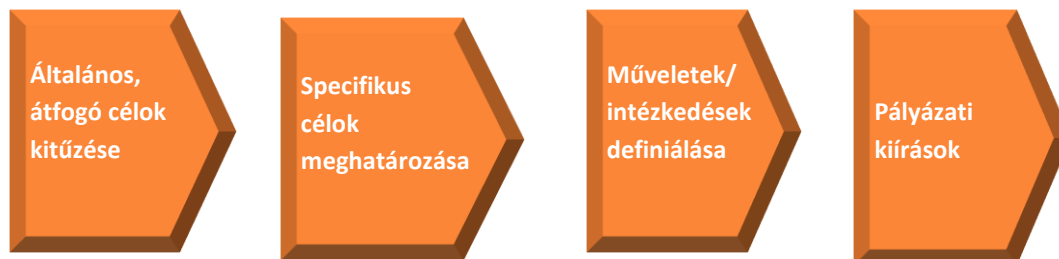 Általános,
átfogó célok
kitűzése
Specifikus
célok
meghatározása
Műveletek/
intézkedések
definiálása
Pályázati
kiírások